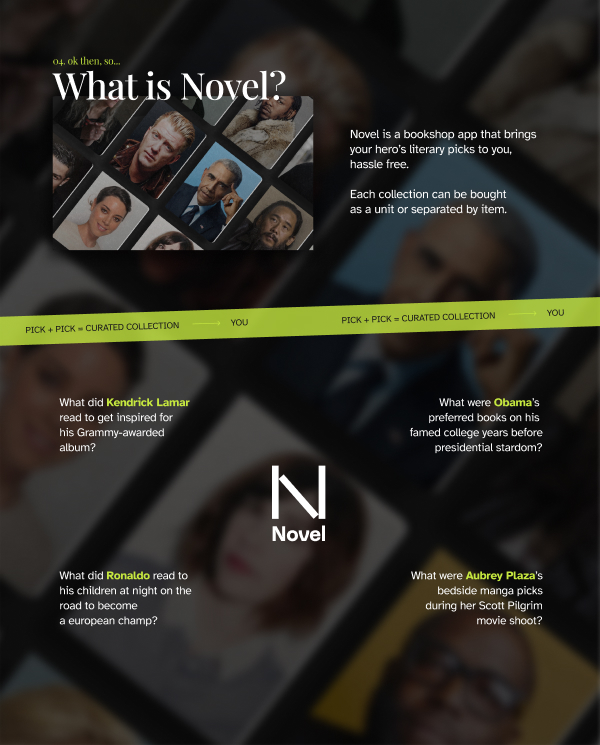 04. ok then, so...
What is Novel?
Novel is a bookshop app that brings
your hero's literary picks to you,
hassle free.
Each collection can be bought
as a unit or separated by item.
PICK + PICK = CURATED COLLECTION → YOU
PICK + PICK = CURATED COLLECTION → YOU
What did Kendrick Lamar
read to get inspired for
his Grammy-awarded
album?
What were Obama's
preferred books on his
famed college years before
presidential stardom?
N
Novel
What did Ronaldo read to
his children at night on the
road to become
a european champ?
What were Aubrey Plaza's
bedside manga picks
during her Scott Pilgrim
movie shoot?